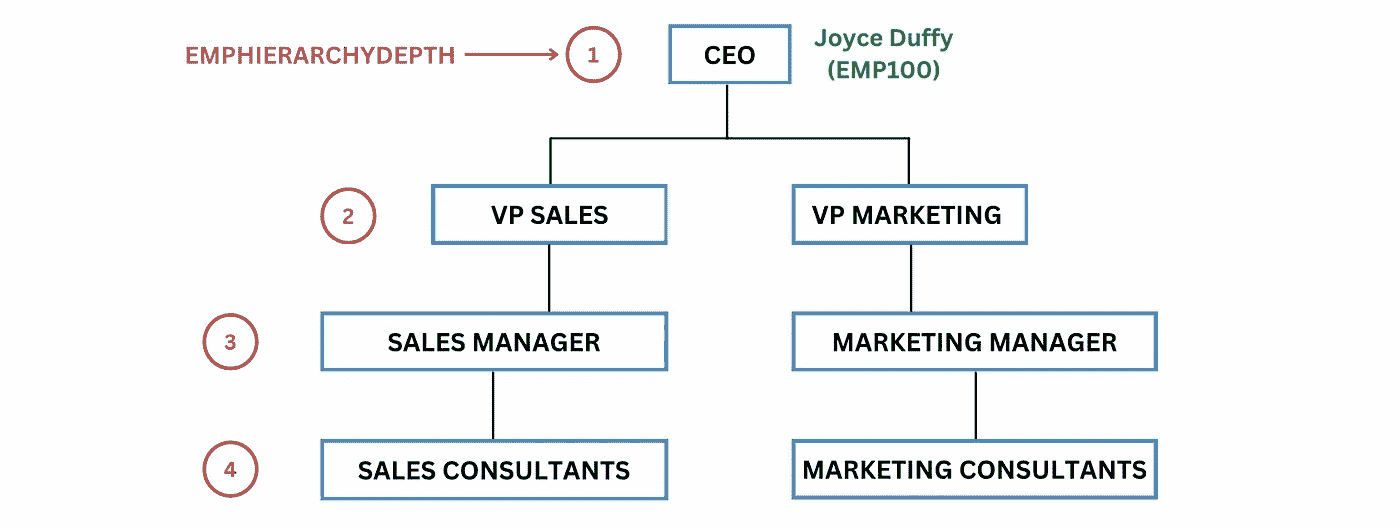 EMPHIERARCHYDEPTH
1
CEO
Joyce Duffy
(EMP100)
2
VP SALES
VP MARKETING
3
SALES MANAGER
MARKETING MANAGER
4
SALES CONSULTANTS
MARKETING CONSULTANTS